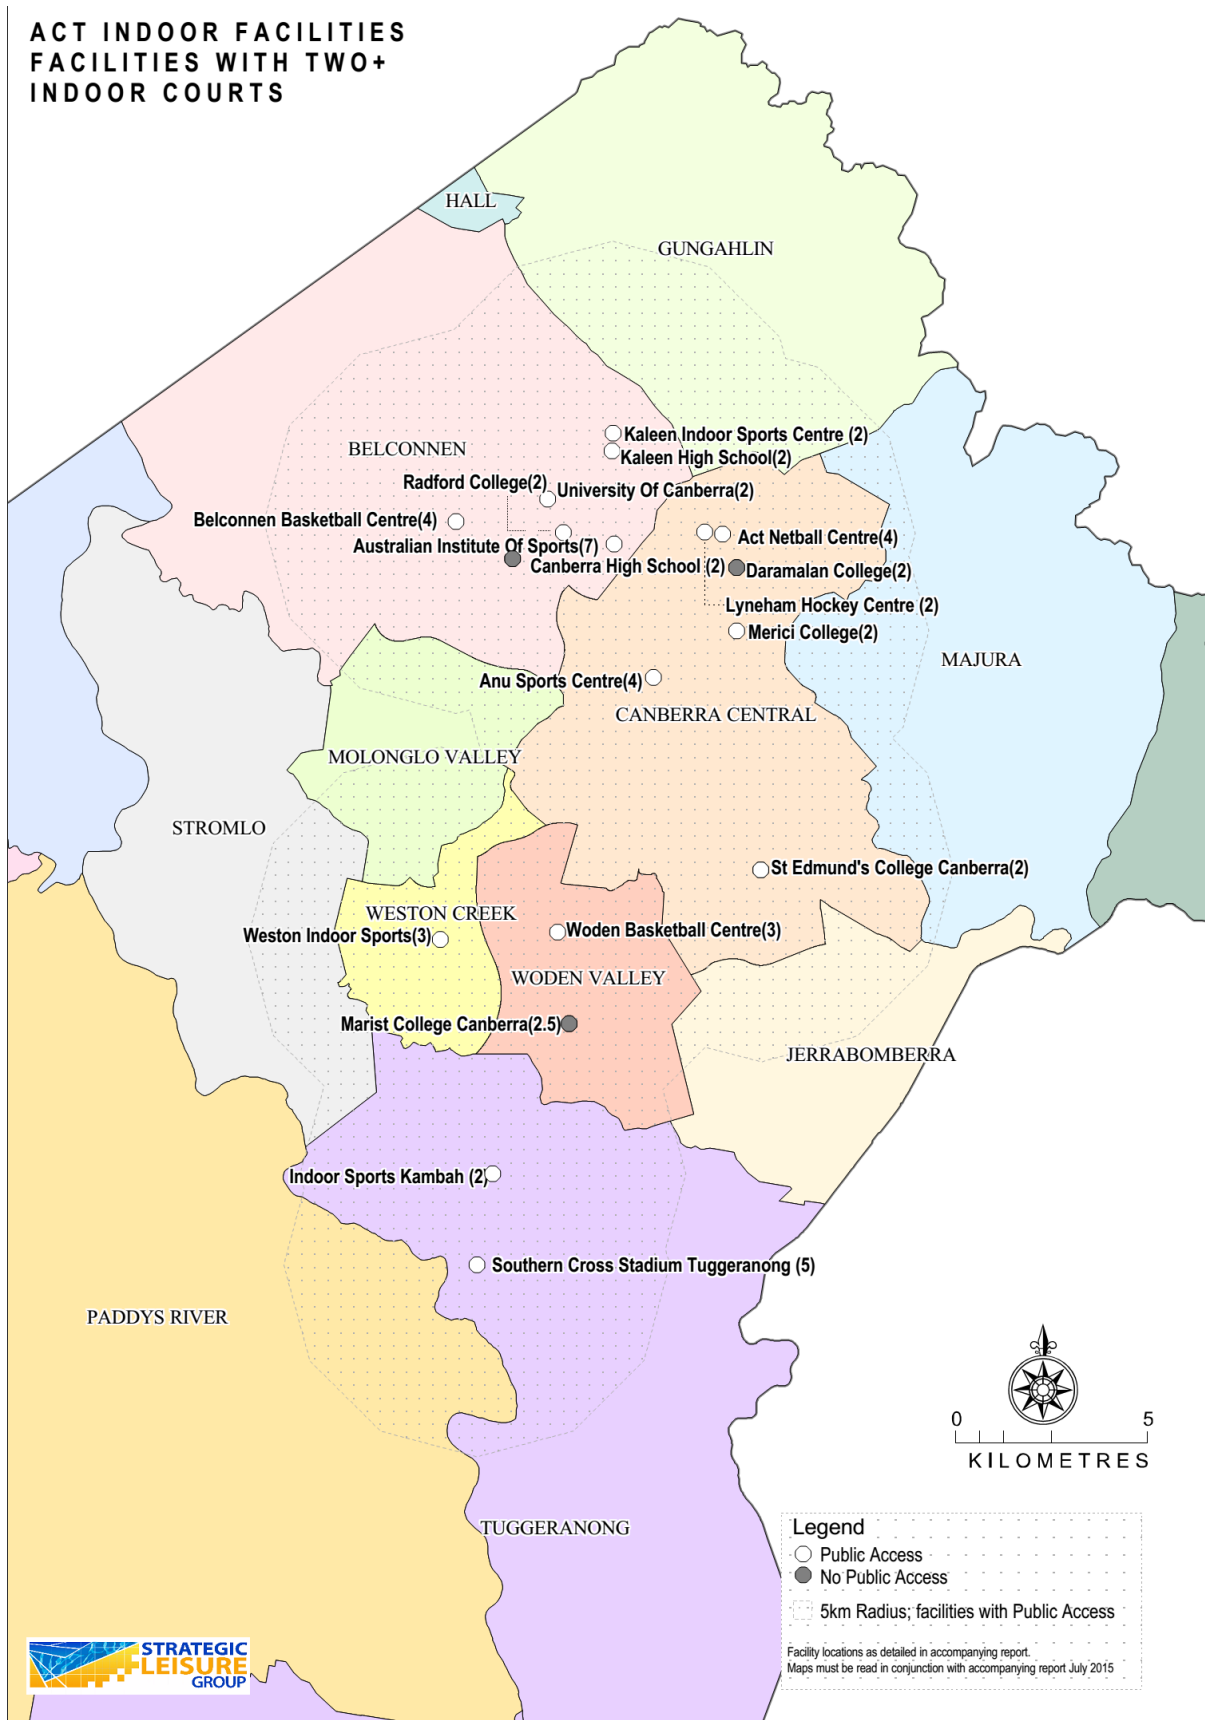 ACT INDOOR FACILITIES
FACILITIES WITH TWO+
INDOOR COURTS
HALL
GUNGAHLIN
Kaleen Indoor Sports Centre (2)
BELCONNEN
Kaleen High School(2)
Radford College(2)
University Of Canberra(2)
Belconnen Basketball Centre(4)
Act Netball Centre(4)
Australian Institute Of Sports(7)
Canberra High School (2)
Daramalan College(2)
Lyneham Hockey Centre (2)
Merici College(2)
MAJURA
Anu Sports Centre(4)
CANBERRA CENTRAL
MOLONGLO VALLEY
STROMLO
St Edmund's College Canberra(2)
WESTON CREEK
Weston Indoor Sports(3)
Woden Basketball Centre(3)
WODEN VALLEY
Marist College Canberra(2.5)
JERRABOMBERRA
Indoor Sports Kambah (2)
Southern Cross Stadium Tuggeranong (5)
PADDYS RIVER
0 5
KILOMETRES
TUGGERANONG
Legend
Public Access
No Public Access
5km Radius; facilities with Public Access
Facility locations as detailed in accompanying report.
Maps must be read in conjunction with accompanying report July 2015
STRATEGIC
LEISURE
GROUP